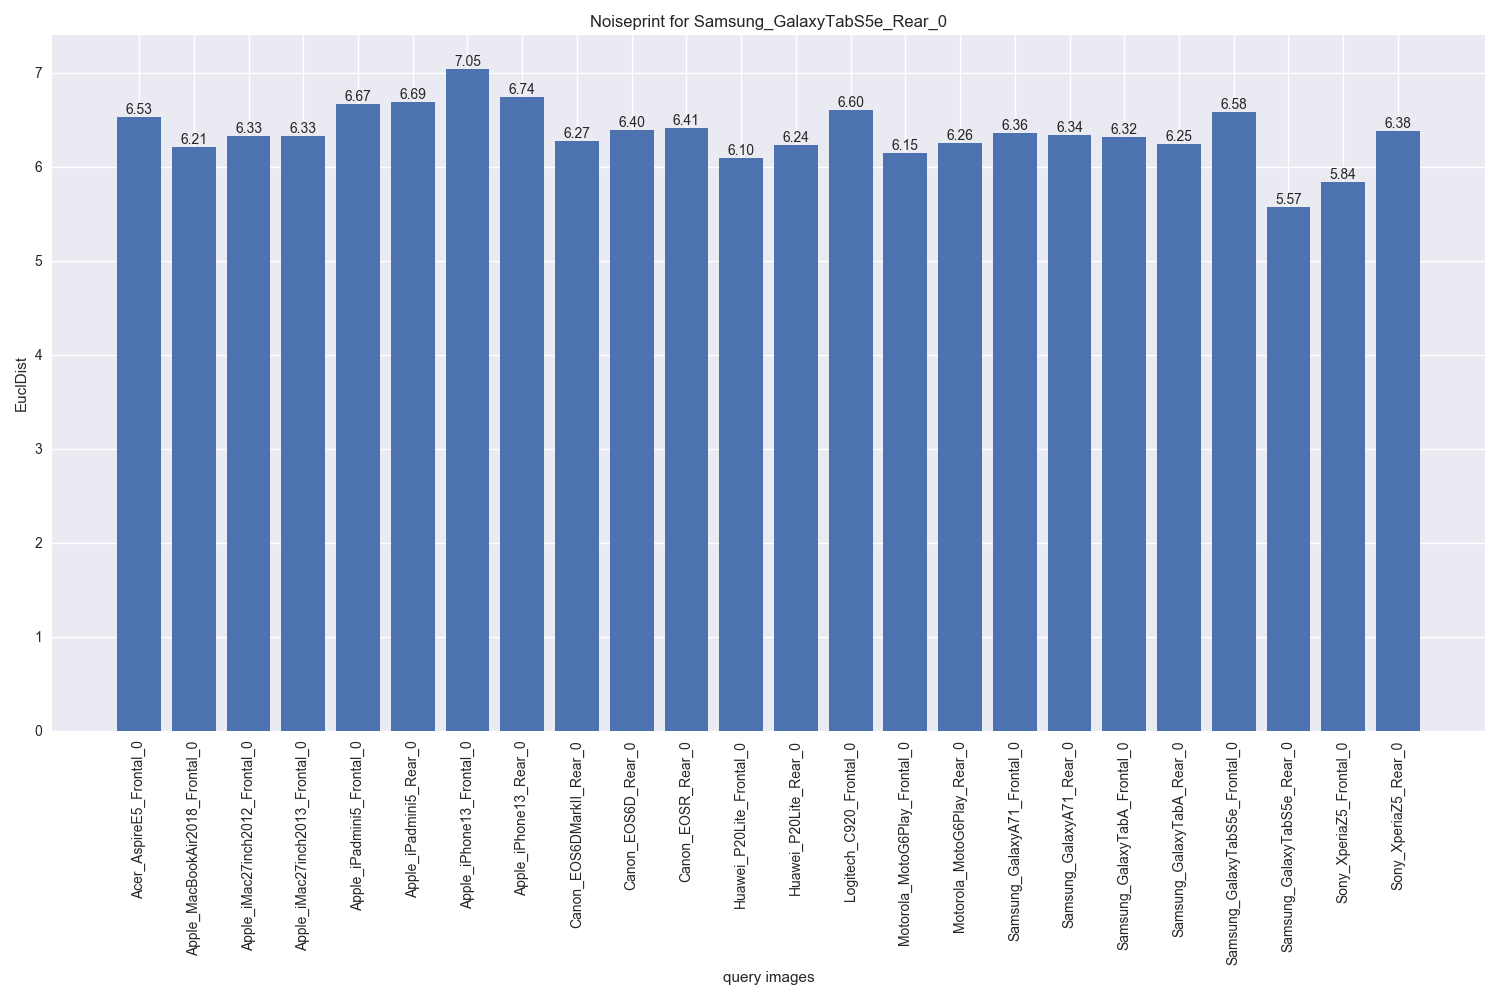 Noiseprint for Samsung_GalaxyTabS5e_Rear_0
EuclDist
7
6
5
4
3
2
1
0
6.53
6.21
6.33
6.33
6.67
6.69
7.05
6.74
6.27
6.40
6.41
6.10
6.24
6.60
6.15
6.26
6.36
6.34
6.32
6.25
6.58
5.57
5.84
6.38
Acer_AspireE5_Frontal_0
Apple_MacBookAir2018_Frontal_0
Apple_iMac27inch2012_Frontal_0
Apple_iMac27inch2013_Frontal_0
Apple_iPadmini5_Frontal_0
Apple_iPadmini5_Rear_0
Apple_iPhone13_Frontal_0
Apple_iPhone13_Rear_0
Canon_EOS6DMarkII_Rear_0
Canon_EOS6D_Rear_0
Canon_EOSR_Rear_0
Huawei_P20Lite_Frontal_0
Huawei_P20Lite_Rear_0
Logitech_C920_Frontal_0
Motorola_MotoG6Play_Frontal_0
Motorola_MotoG6Play_Rear_0
Samsung_GalaxyA71_Frontal_0
Samsung_GalaxyA71_Rear_0
Samsung_GalaxyTabA_Frontal_0
Samsung_GalaxyTabA_Rear_0
Samsung_GalaxyTabS5e_Frontal_0
Samsung_GalaxyTabS5e_Rear_0
Sony_XperiaZ5_Frontal_0
Sony_XperiaZ5_Rear_0
query images